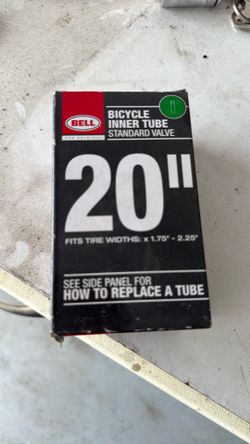 BELL
BICYCLE
INNER TUBE
STANDARD VALVE
20"
FITS TIRE WIDTHS: x 1.75" - 2.25"
SEE SIDE PANEL FOR
HOW TO REPLACE A TUBE